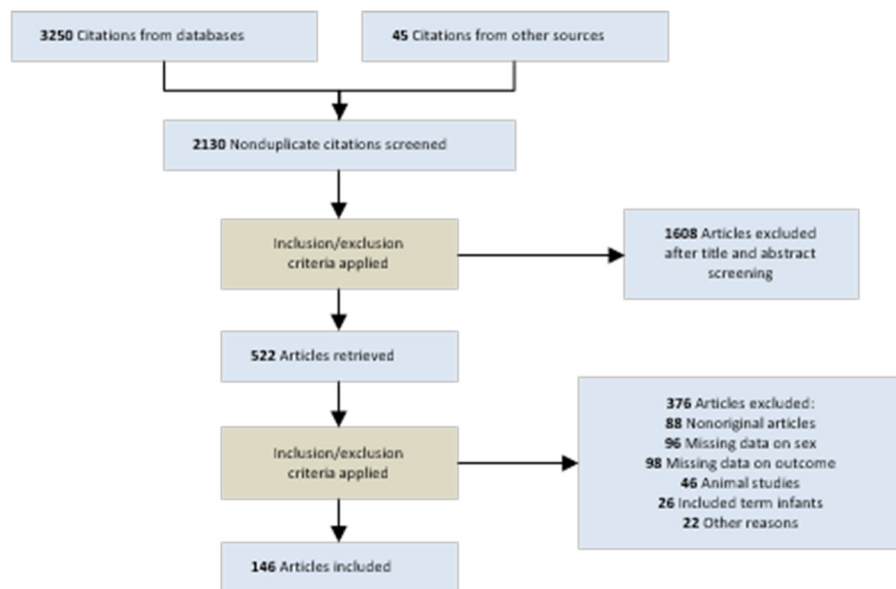 3250 Citations from databases
45 Citations from other sources
2130 Nonduplicate citations screened
Inclusion/exclusion
criteria applied
1608 Articles excluded
after title and abstract
screening
522 Articles retrieved
Inclusion/exclusion
criteria applied
376 Articles excluded:
88 Nonoriginal articles
96 Missing data on sex
98 Missing data on outcome
46 Animal studies
26 Included term infants
22 Other reasons
146 Articles included